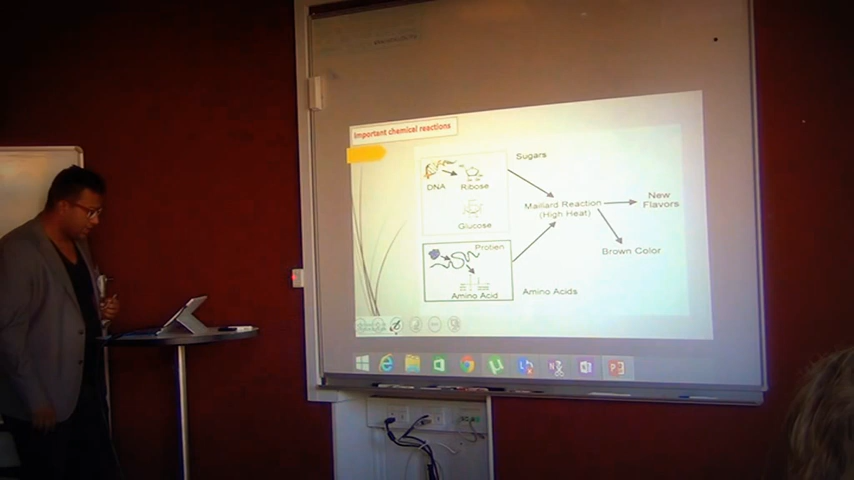 Important chemical reactions
Sugars
DNA
Ribose
Glucose
Maillard Reaction
(High Heat)
New
Flavors
Brown Color
Protien
Amino Acid
Amino Acids